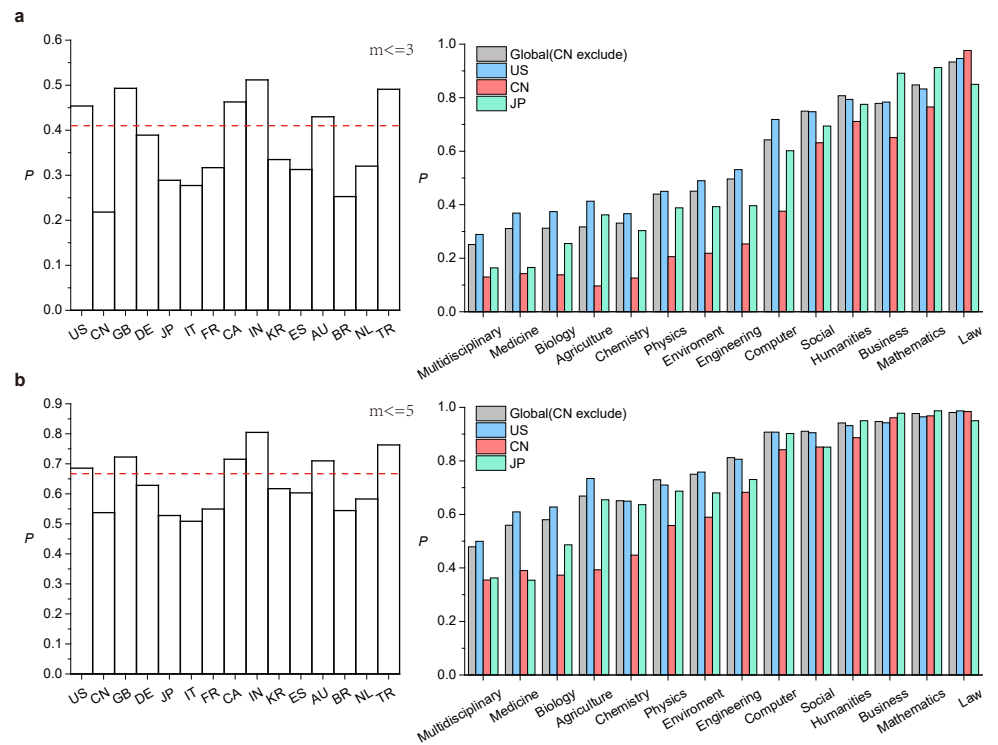 a
m<=3
P
0.6
0.5
0.4
0.3
0.2
0.1
0.0
US CN GB DE JP IT FR CA IN KR ES AU BR NL TR
Global(CN exclude)
US
CN
JP
P
1.0
0.8
0.6
0.4
0.2
0.0
Multidisciplinary Medicine Biology Agriculture Chemistry Physics Enviroment Engineering Computer Social Humanities Business Mathematics Law
b
m<=5
P
0.9
0.8
0.7
0.6
0.5
0.4
0.3
0.2
0.1
0.0
US CN GB DE JP IT FR CA IN KR ES AU BR NL TR
Global(CN exclude)
US
CN
JP
P
1.0
0.8
0.6
0.4
0.2
0.0
Multidisciplinary Medicine Biology Agriculture Chemistry Physics Enviroment Engineering Computer Social Humanities Business Mathematics Law